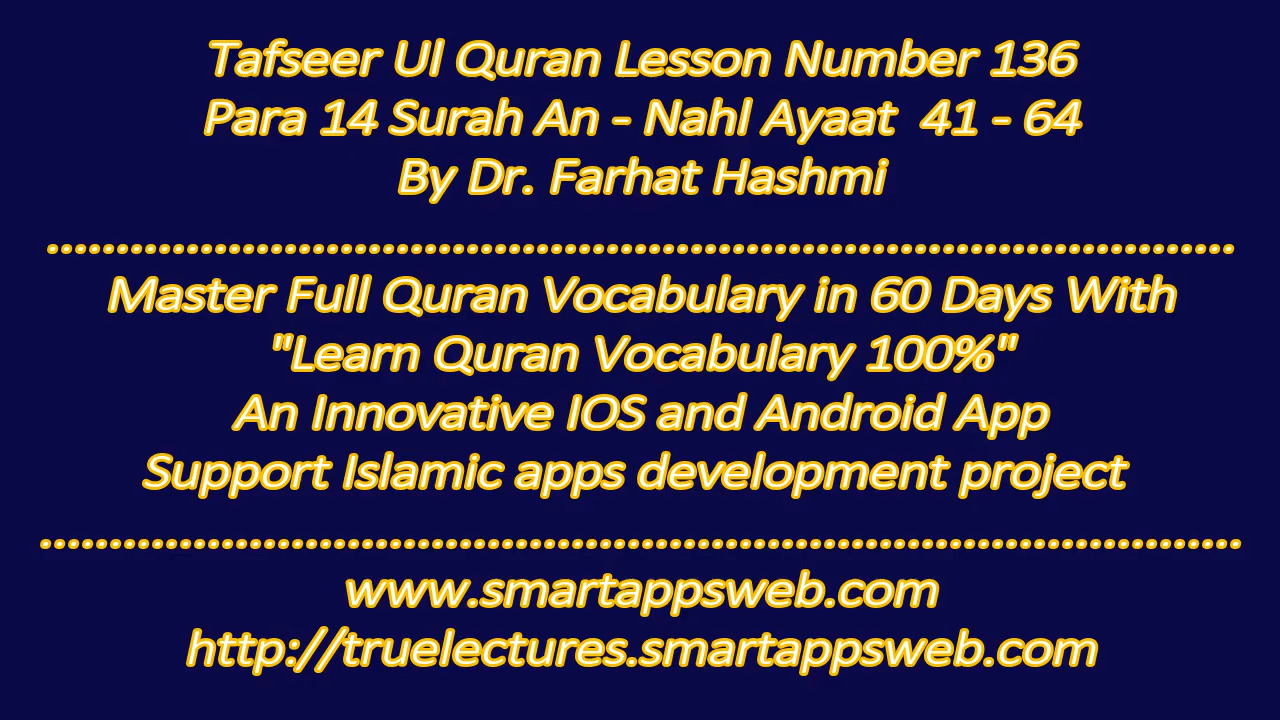 Tafseer Ul Quran Lesson Number 136
Para 14 Surah An - Nahl Ayaat  41 - 64
By Dr. Farhat Hashmi
Master Full Quran Vocabulary in 60 Days With
"Learn Quran Vocabulary 100%"
An Innovative IOS and Android App
Support Islamic apps development project
www.smartappsweb.com
http://truelectures.smartappsweb.com